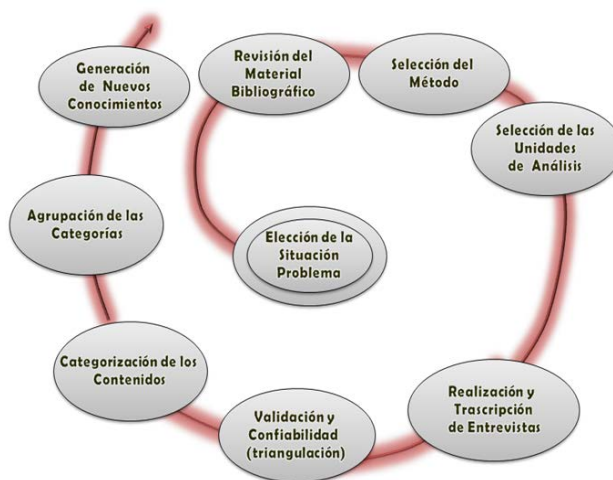 Elección de la
Situación
Problema
Revisión del
Material
Bibliográfico
Selección del
Método
Selección de las
Unidades
de Análisis
Realización y
Trascripción
de Entrevistas
Validación y
Confiabilidad
(triangulación)
Categorización de los
Contenidos
Agrupación de las
Categorías
Generación
de Nuevos
Conocimientos